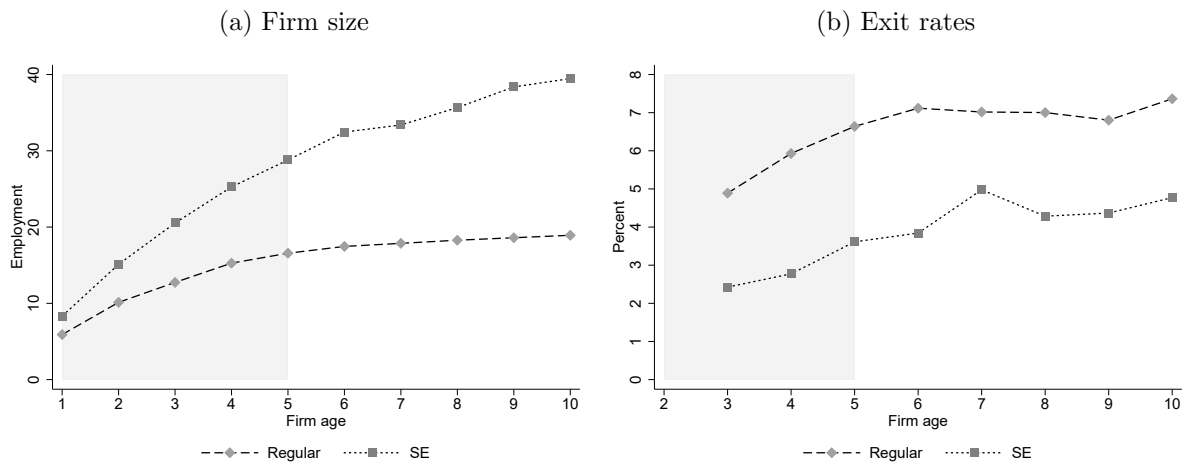 (a) Firm size
Employment
40
30
20
10
0
1 2 3 4 5 6 7 8 9 10
Firm age
Regular SE
(b) Exit rates
Percent
8
7
6
5
4
3
2
1
0
2 3 4 5 6 7 8 9 10
Firm age
Regular SE